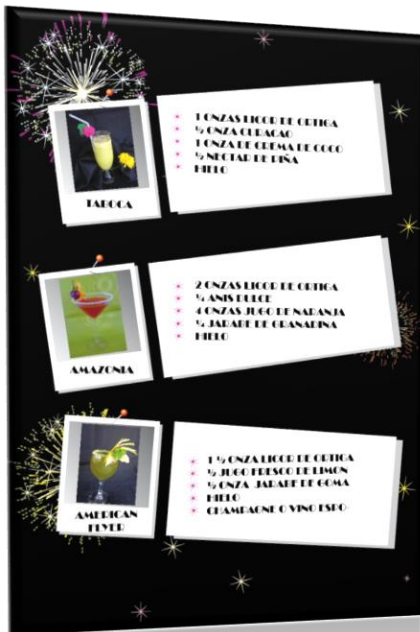 TABOCA
1 ONZAS LICOR DE ORTIGA
½ ONZA CURACAO
1 ONZA DE CREMA DE COCO
½ NECTAR DE PIÑA
HIELO
AMAZONIA
2 ONZAS LICOR DE ORTIGA
¼ ANIS DULCE
4 ONZAS JUGO DE NARANJA
½ JARABE DE GRANADINA
HIELO
AMERICAN
FLYER
1 ½ ONZA LICOR DE ORTIGA
½ JUGO FRESCO DE LIMON
½ ONZA JARABE DE GOMA
HIELO
CHAMPAGNE O VINO ESPO